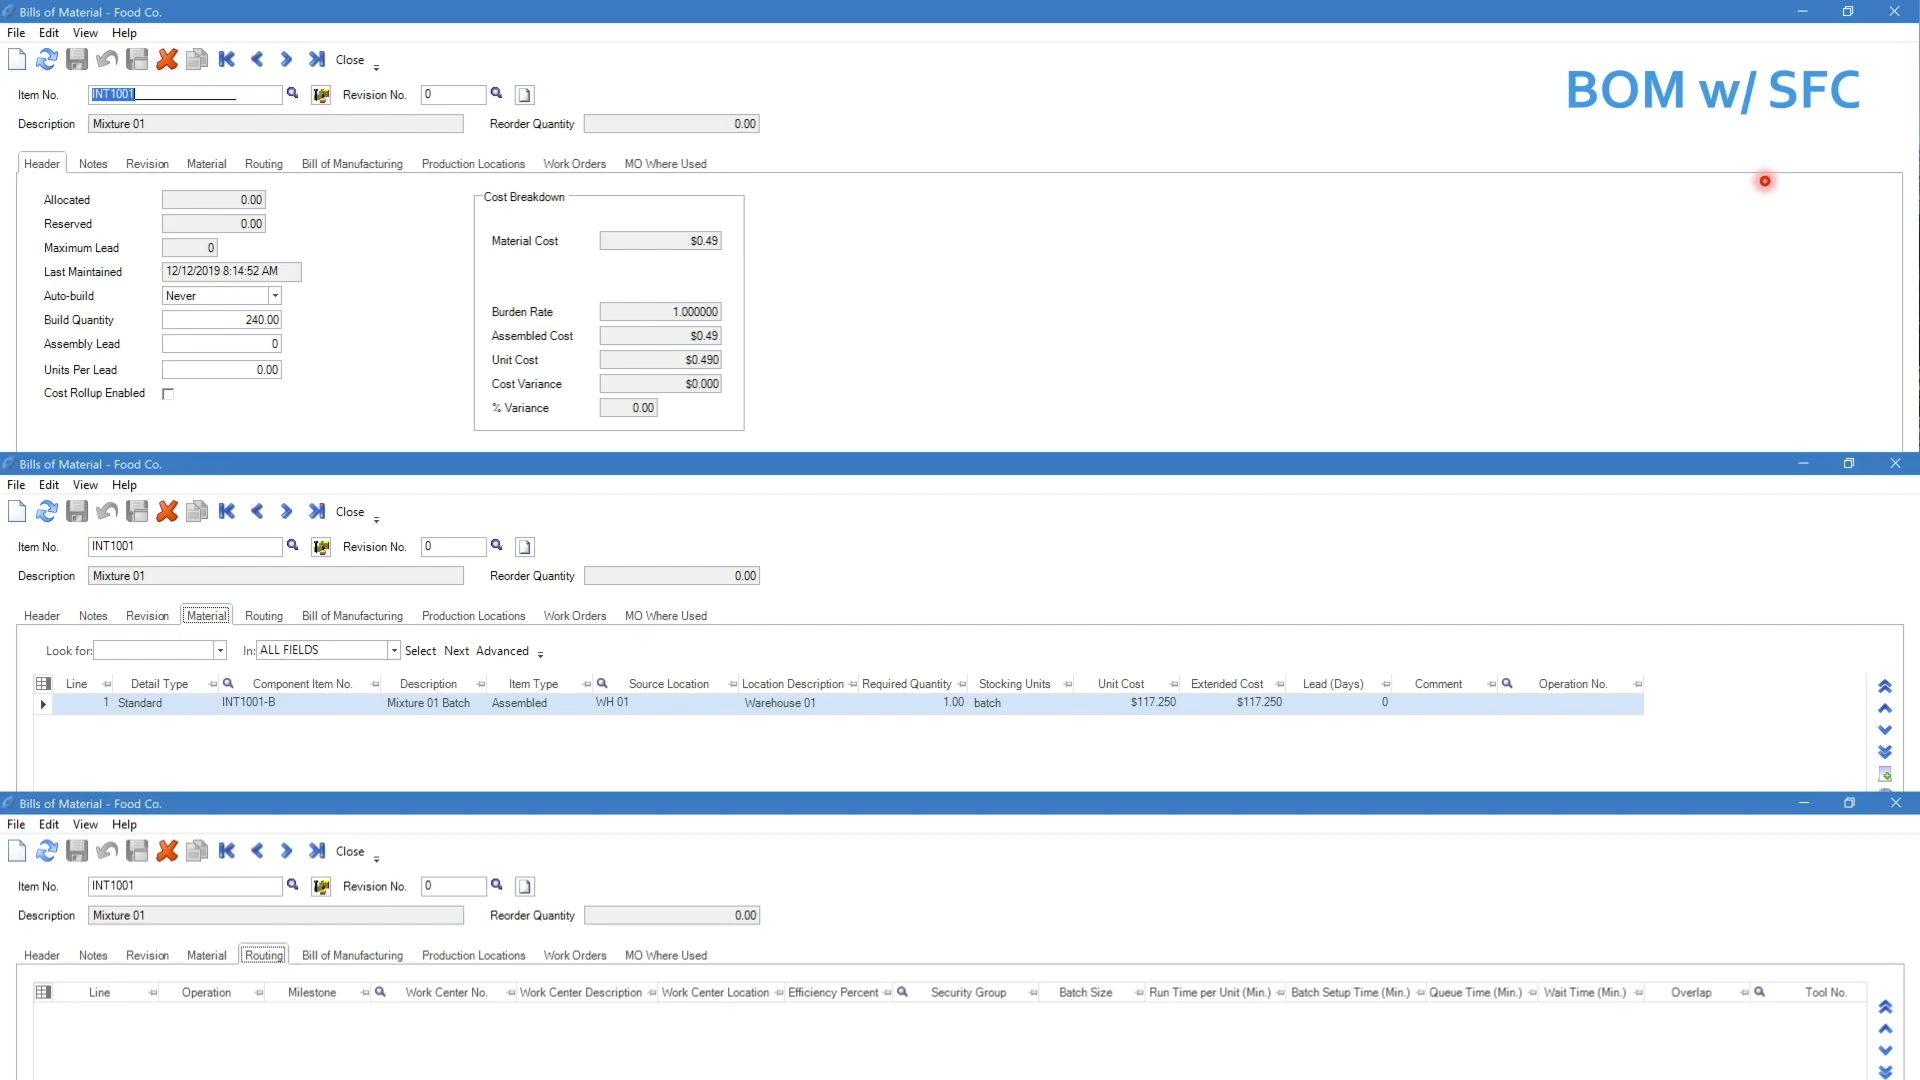 Bills of Material - Food Co.
File Edit View Help
Close
BOM w/ SFC
Item No. INT1001 Revision No. 0
Description Mixture 01 Reorder Quantity 0.00
Header Notes Revision Material Routing Bill of Manufacturing Production Locations Work Orders MO Where Used
Allocated 0.00
Reserved 0.00
Maximum Lead 0
Last Maintained 12/12/2019 8:14:52 AM
Auto-build Never
Build Quantity 240.00
Assembly Lead 0
Units Per Lead 0.00
Cost Rollup Enabled
Cost Breakdown
Material Cost $0.49
Burden Rate 1.000000
Assembled Cost $0.49
Unit Cost $0.490
Cost Variance $0.000
% Variance 0.00
Bills of Material - Food Co.
File Edit View Help
Close
Item No. INT1001 Revision No. 0
Description Mixture 01 Reorder Quantity 0.00
Header Notes Revision Material Routing Bill of Manufacturing Production Locations Work Orders MO Where Used
Look for: In: ALL FIELDS Select Next Advanced
Line Detail Type Component Item No. Description Item Type Source Location Location Description Required Quantity Stocking Units Unit Cost Extended Cost Lead (Days) Comment Operation No.
1 Standard INT1001-B Mixture 01 Batch Assembled WH 01 Warehouse 01 1.00 batch $117.250 $117.250 0
Bills of Material - Food Co.
File Edit View Help
Close
Item No. INT1001 Revision No. 0
Description Mixture 01 Reorder Quantity 0.00
Header Notes Revision Material Routing Bill of Manufacturing Production Locations Work Orders MO Where Used
Line Operation Milestone Work Center No. Work Center Description Work Center Location Efficiency Percent Security Group Batch Size Run Time per Unit (Min.) Batch Setup Time (Min.) Queue Time (Min.) Wait Time (Min.) Overlap Tool No.